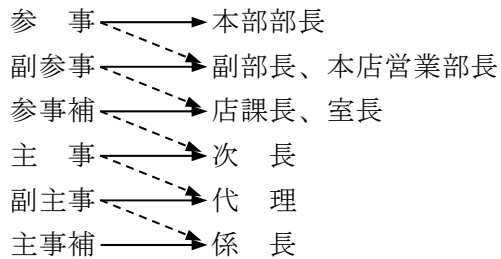 参　事 本部部長
副参事 副部長、本店営業部長
参事補 店課長、室長
主　事 次　長
副主事 代　理
主事補 係　長